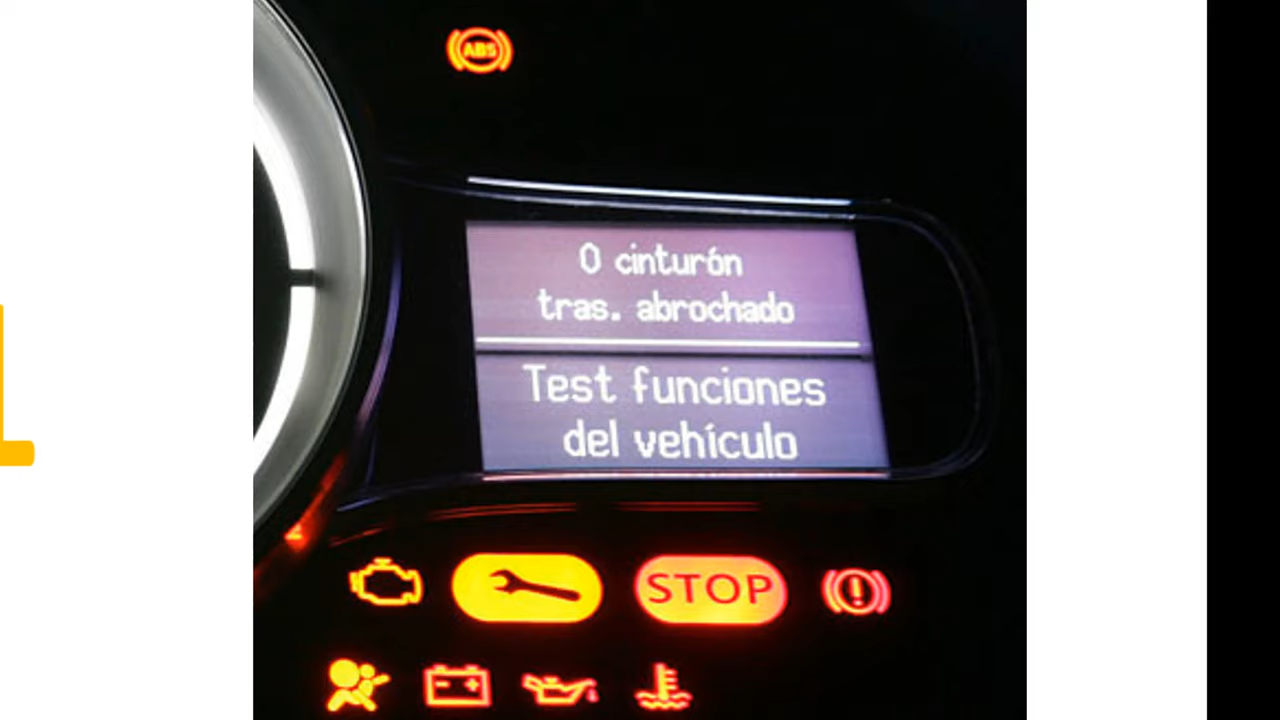 ABS
0 cinturón
tras. abrochado
Test funciones
del vehículo
STOP